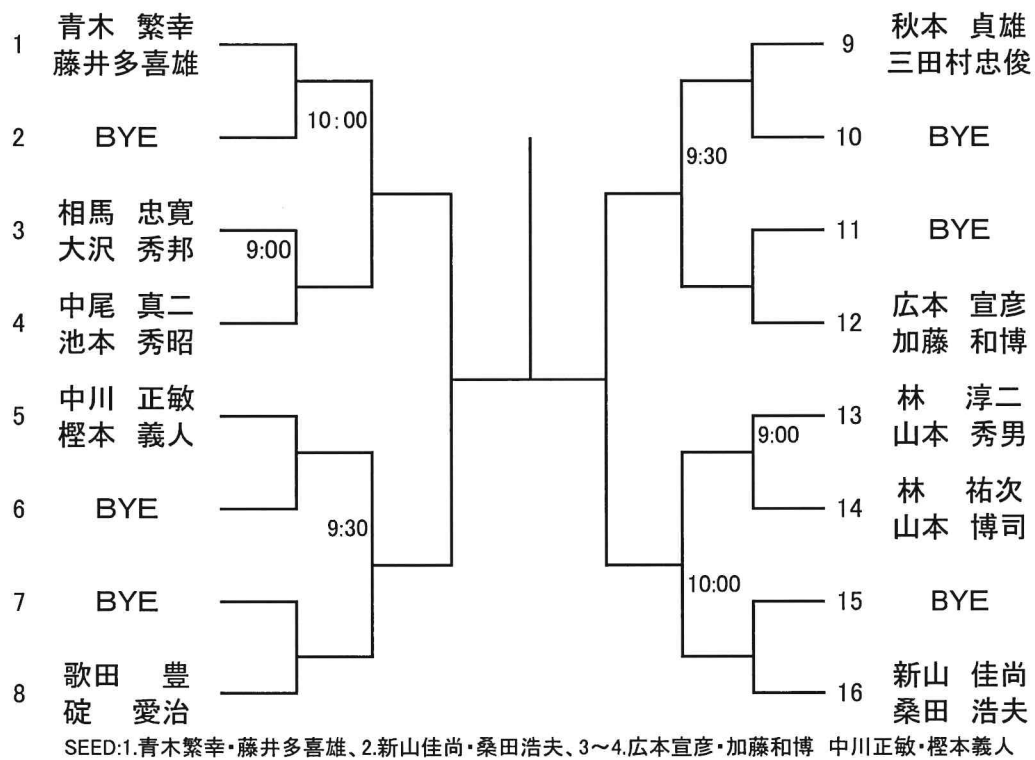 1 青木 繁幸
藤井多喜雄
2 BYE
10:00
3 相馬 忠寛
大沢 秀邦
9:00
4 中尾 真二
池本 秀昭
5 中川 正敏
樫本 義人
6 BYE
9:30
7 BYE
8 歌田 豊
碇 愛治
9 秋本 貞雄
三田村忠俊
10 BYE
9:30
11 BYE
12 広本 宣彦
加藤 和博
13 林 淳二
山本 秀男
9:00
14 林 祐次
山本 博司
10:00
15 BYE
16 新山 佳尚
桑田 浩夫
SEED:1.青木繁幸・藤井多喜雄、2.新山佳尚・桑田浩夫、3～4.広本宣彦・加藤和博 中川正敏・樫本義人